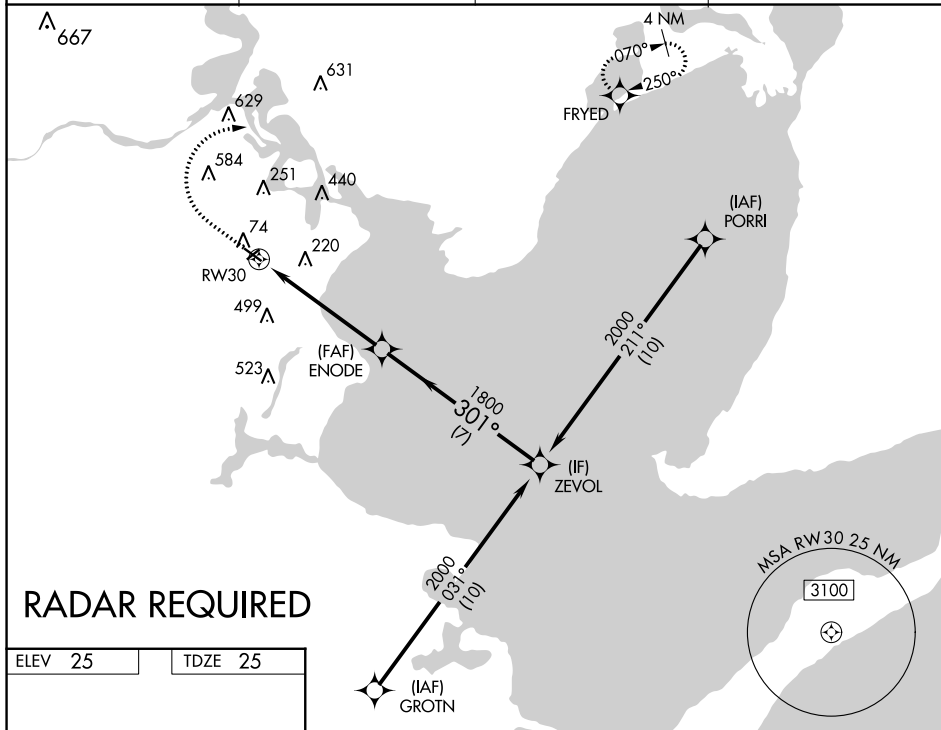 667
4 NM
070°
250°
FRYED
631
629
584
251
440
74
220
RW30
499
523
(IAF)
PORRI
2000
211°
(10)
(FAF)
ENODE
1800
301°
(7)
(IF)
ZEVOL
2000
031°
(10)
MSA RW30 25 NM
3100
RADAR REQUIRED
ELEV 25
TDZE 25
(IAF)
GROTN